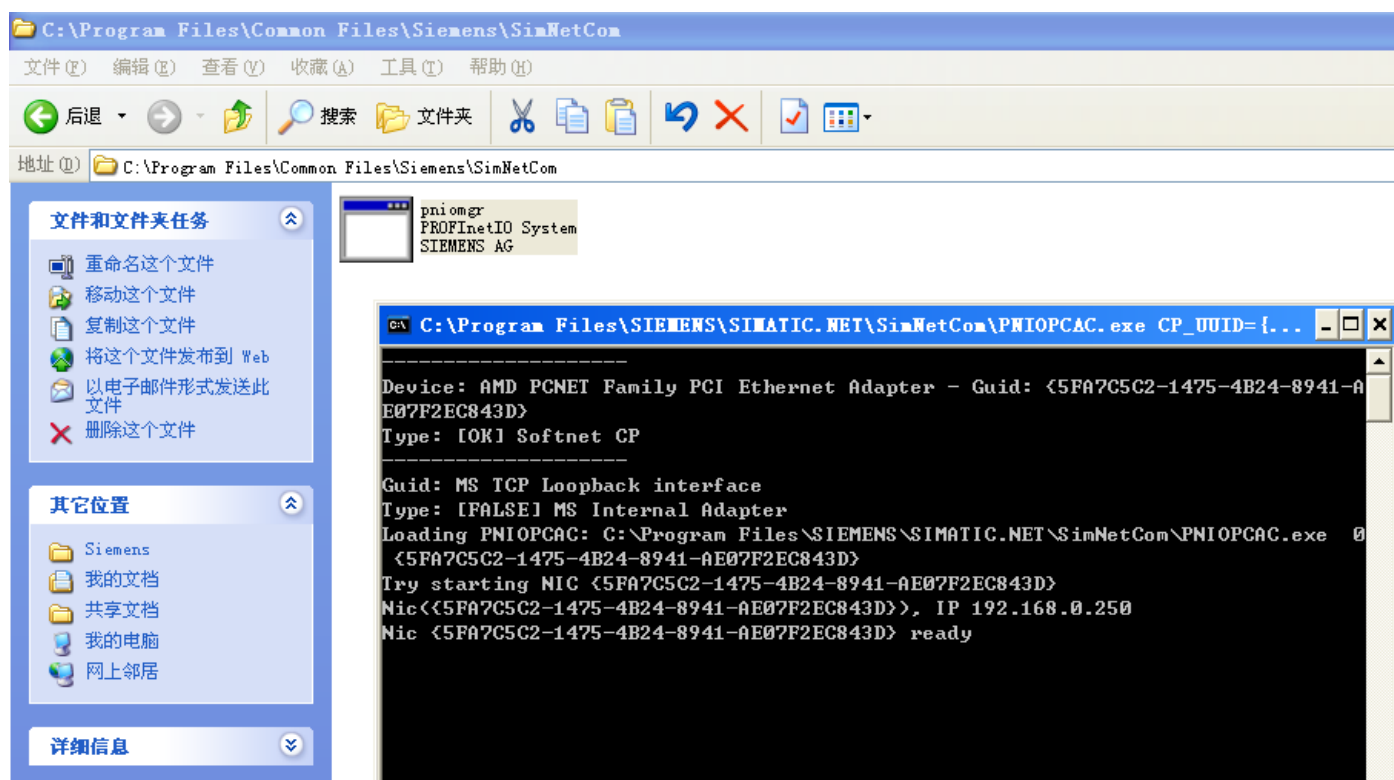 C:\Program Files\Common Files\Siemens\SimNetCom
文件(F) 编辑(E) 查看(V) 收藏(A) 工具(T) 帮助(H)
后退 搜索 文件夹
地址(D) C:\Program Files\Common Files\Siemens\SimNetCom
文件和文件夹任务
重命名这个文件
移动这个文件
复制这个文件
将这个文件发布到 Web
以电子邮件形式发送此
文件
删除这个文件
其它位置
Siemens
我的文档
共享文档
我的电脑
网上邻居
详细信息
pniomgr
PROFInetIO System
SIEMENS AG
C:\Program Files\SIEMENS\SIMATIC.NET\SimNetCom\PNIOPCAC.exe CP_UUID={...
--------------------
Device: AMD PCNET Family PCI Ethernet Adapter - Guid: {5FA7C5C2-1475-4B24-8941-A
E07F2EC843D}
Type: [OK] Softnet CP
--------------------
Guid: MS TCP Loopback interface
Type: [FALSE] MS Internal Adapter
Loading PNIOPCAC: C:\Program Files\SIEMENS\SIMATIC.NET\SimNetCom\PNIOPCAC.exe 0
{5FA7C5C2-1475-4B24-8941-AE07F2EC843D}
Try starting NIC {5FA7C5C2-1475-4B24-8941-AE07F2EC843D}
Nic({5FA7C5C2-1475-4B24-8941-AE07F2EC843D}), IP 192.168.0.250
Nic {5FA7C5C2-1475-4B24-8941-AE07F2EC843D} ready